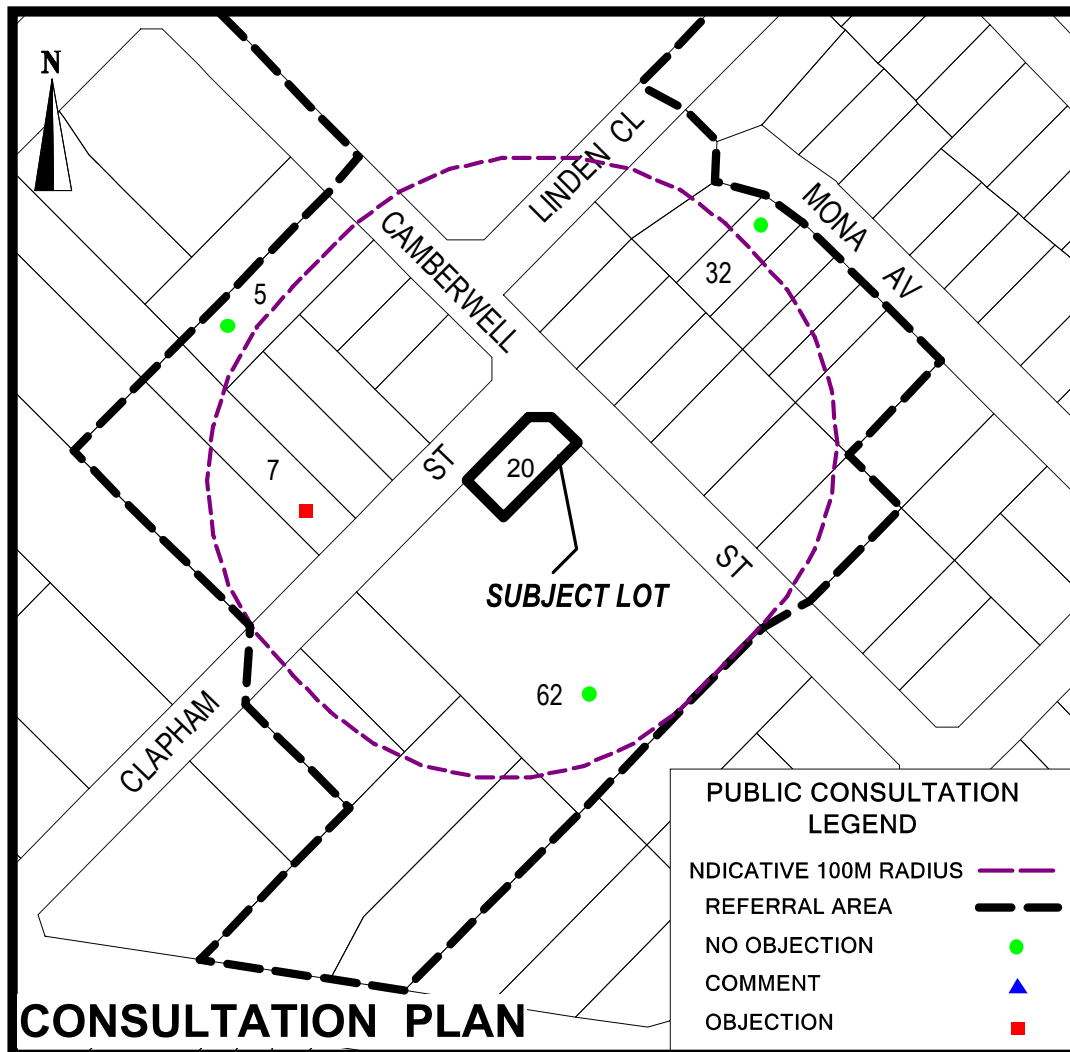 N
LINDEN CL
MONA AV
CAMBERWELL ST
5
32
7
ST
20
SUBJECT LOT
62
CLAPHAM
PUBLIC CONSULTATION
LEGEND
NDICATIVE 100M RADIUS
REFERRAL AREA
NO OBJECTION
COMMENT
OBJECTION
CONSULTATION PLAN